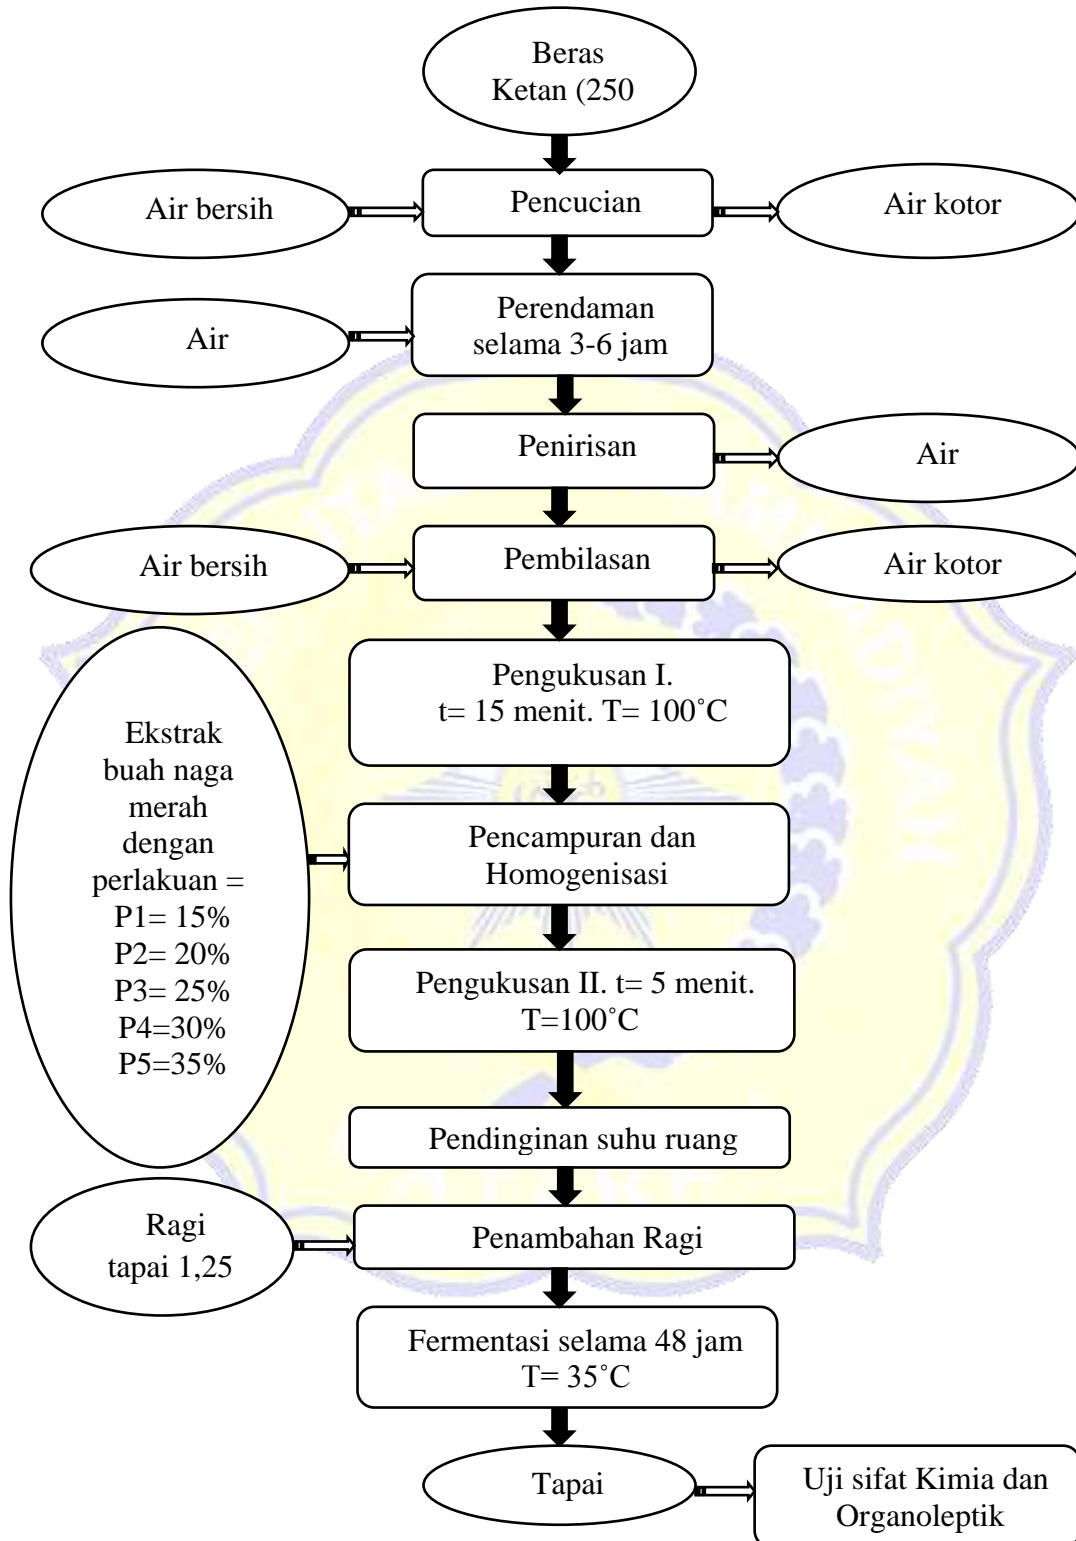 Beras
Ketan (250
Air bersih
Pencucian
Air kotor
Air
Perendaman
selama 3-6 jam
Penirisan
Air
Air bersih
Pembilasan
Air kotor
Pengukusan I.
t= 15 menit. T= 100˚C
Ekstrak
buah naga
merah
dengan
perlakuan =
P1= 15%
P2= 20%
P3= 25%
P4=30%
P5=35%
Pencampuran dan
Homogenisasi
Pengukusan II. t= 5 menit.
T=100˚C
Pendinginan suhu ruang
Ragi
tapai 1,25
Penambahan Ragi
Fermentasi selama 48 jam
T= 35˚C
Tapai
Uji sifat Kimia dan
Organoleptik